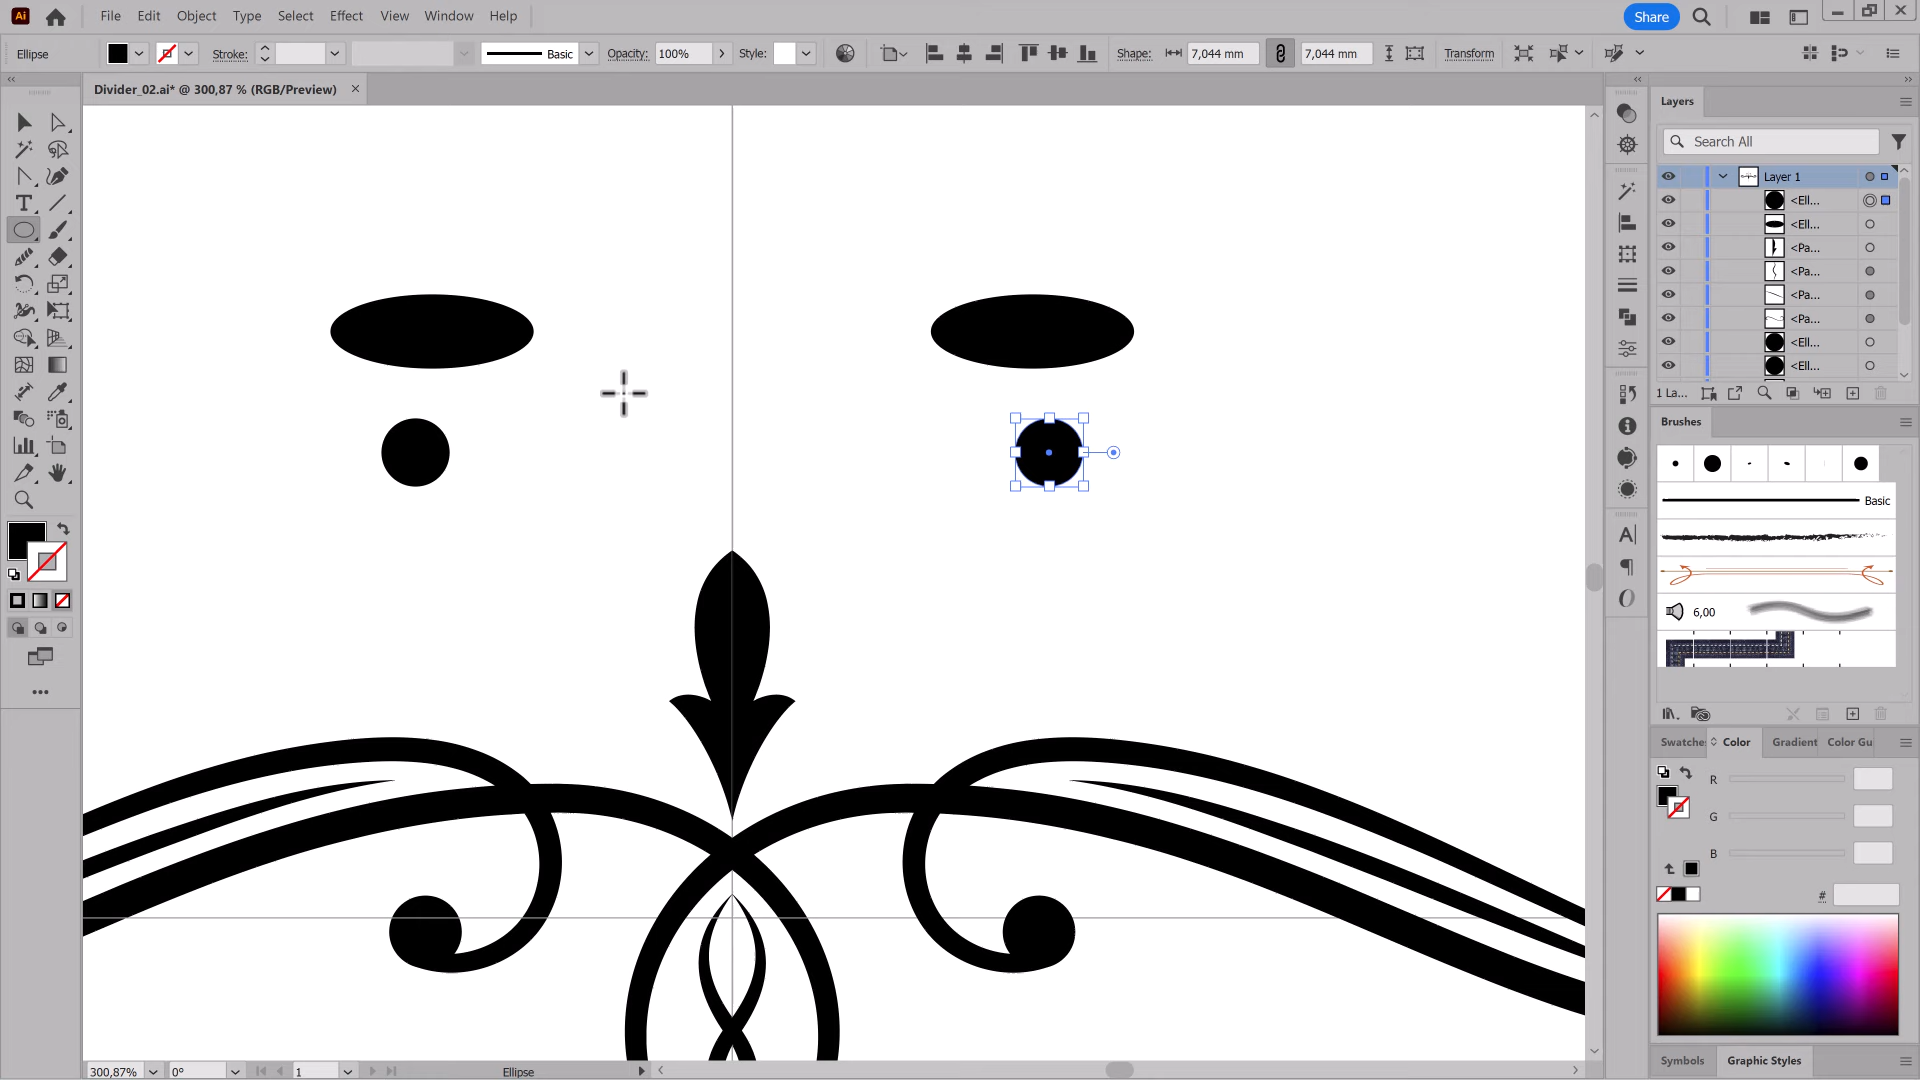 Ai File Edit Object Type Select Effect View Window Help Share
Ellipse Stroke: Basic Opacity: 100% Style: Shape: 7,044 mm 7,044 mm Transform
Divider_02.ai* @ 300,87 % (RGB/Preview)
Layers
Search All
Layer 1
<Ell...
<Ell...
<Pa...
<Pa...
<Pa...
<Pa...
<Ell...
<Ell...
1 La...
Brushes
Basic
6,00
Swatches Color Gradient Color Gu
R
G
B
#
Symbols Graphic Styles
300,87% 0° 1 Ellipse